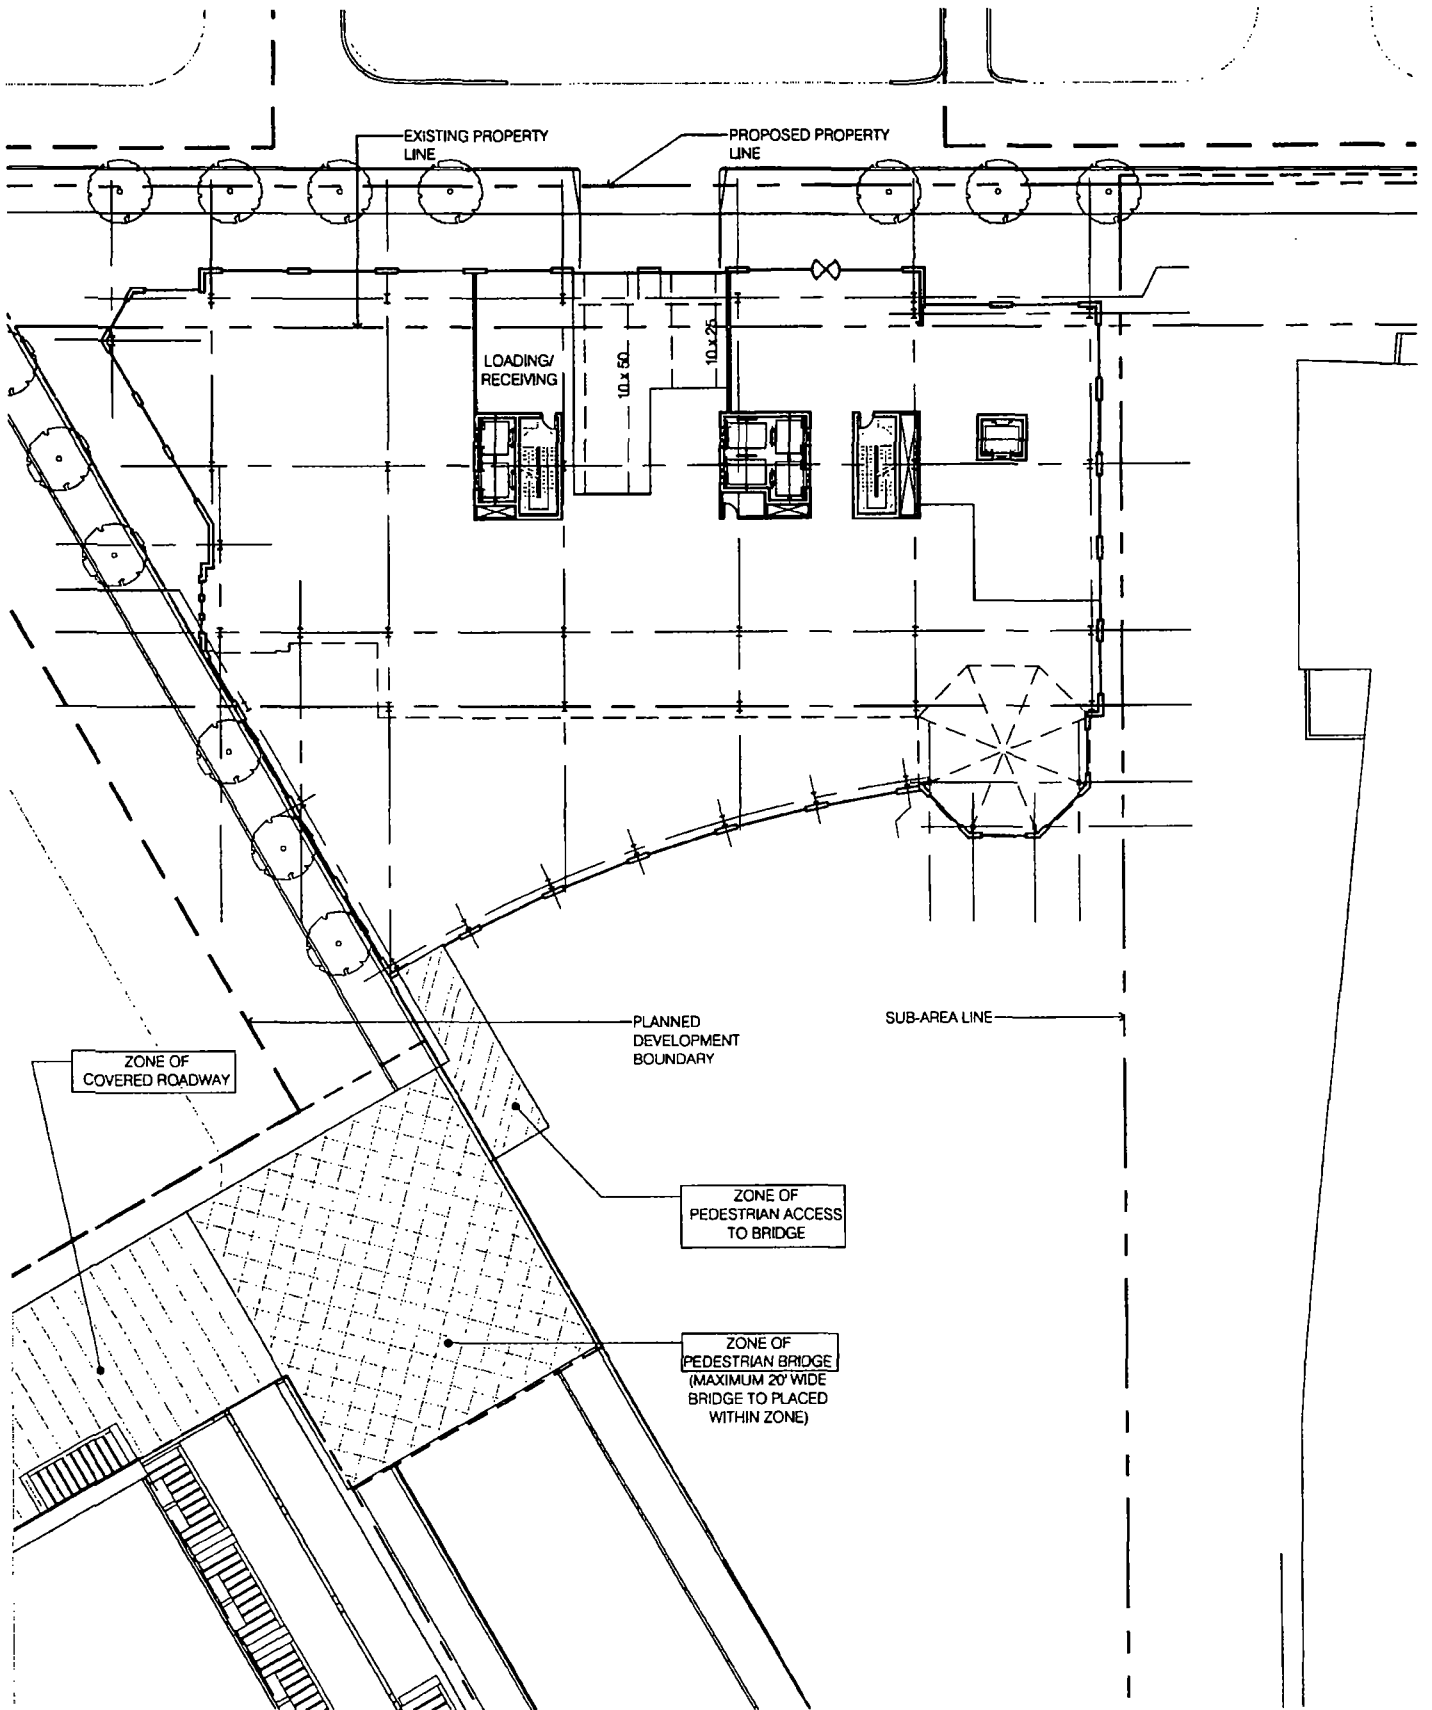 EXISTING PROPERTY
LINE
PROPOSED PROPERTY
LINE
LOADING/
RECEIVING
10 x 50
10 x 25
PLANNED
DEVELOPMENT
BOUNDARY
SUB-AREA LINE
ZONE OF
COVERED ROADWAY
ZONE OF
PEDESTRIAN ACCESS
TO BRIDGE
ZONE OF
PEDESTRIAN BRIDGE
(MAXIMUM 20' WIDE
BRIDGE TO PLACED
WITHIN ZONE)